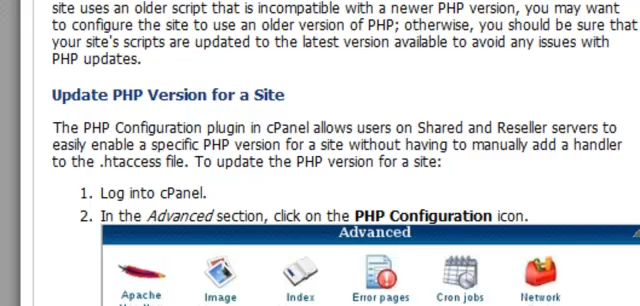 site uses an older script that is incompatible with a newer PHP version, you may want
to configure the site to use an older version of PHP; otherwise, you should be sure that
your site's scripts are updated to the latest version available to avoid any issues with
PHP updates.
Update PHP Version for a Site
The PHP Configuration plugin in cPanel allows users on Shared and Reseller servers to
easily enable a specific PHP version for a site without having to manually add a handler
to the .htaccess file. To update the PHP version for a site:
1. Log into cPanel.
2. In the Advanced section, click on the PHP Configuration icon.
Advanced
Apache Image Index Error pages Cron jobs Network